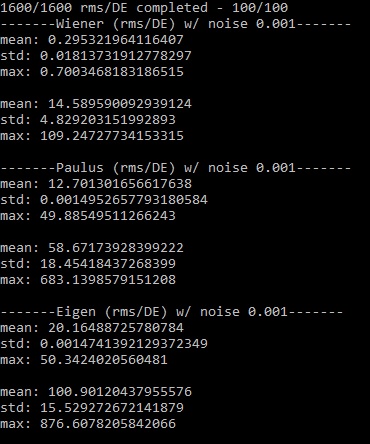 1600/1600 rms/DE completed - 100/100
-------Wiener (rms/DE) w/ noise 0.001-------
mean: 0.295321964116407
std: 0.01813731912778297
max: 0.7003468183186515
mean: 14.589590092939124
std: 4.829203151992893
max: 109.24727734153315
-------Paulus (rms/DE) w/ noise 0.001-------
mean: 12.701301656617638
std: 0.0014952657793180584
max: 49.88549511266243
mean: 58.67173928399222
std: 18.45418437268399
max: 683.1398579151208
-------Eigen (rms/DE) w/ noise 0.001-------
mean: 20.16488725780784
std: 0.0014741392129372349
max: 50.3424020560481
mean: 100.90120437955576
std: 15.529272672141879
max: 876.6078205842066